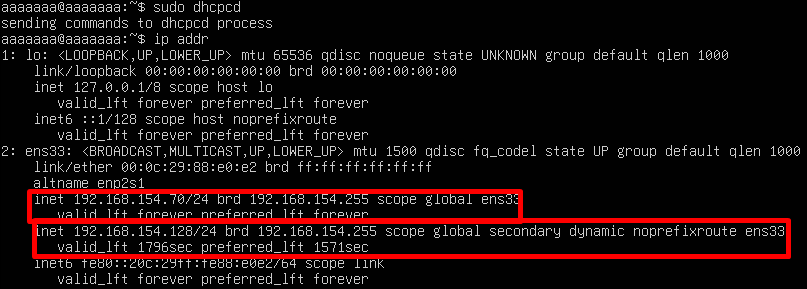 aaaaaaa@aaaaaaa:~$ sudo dhcpcd
sending commands to dhcpcd process
aaaaaaa@aaaaaaa:~$ ip addr
1: lo: <LOOPBACK,UP,LOWER_UP> mtu 65536 qdisc noqueue state UNKNOWN group default qlen 1000
    link/loopback 00:00:00:00:00:00 brd 00:00:00:00:00:00
    inet 127.0.0.1/8 scope host lo
       valid_lft forever preferred_lft forever
    inet6 ::1/128 scope host noprefixroute
       valid_lft forever preferred_lft forever
2: ens33: <BROADCAST,MULTICAST,UP,LOWER_UP> mtu 1500 qdisc fq_codel state UP group default qlen 1000
    link/ether 00:0c:29:88:e0:e2 brd ff:ff:ff:ff:ff:ff
    altname enp2s1
    inet 192.168.154.70/24 brd 192.168.154.255 scope global ens33
       valid_lft forever preferred_lft forever
    inet 192.168.154.128/24 brd 192.168.154.255 scope global secondary dynamic noprefixroute ens33
       valid_lft 1796sec preferred_lft 1571sec
    inet6 fe80::20c:29ff:fe88:e0e2/64 scope link
       valid_lft forever preferred_lft forever